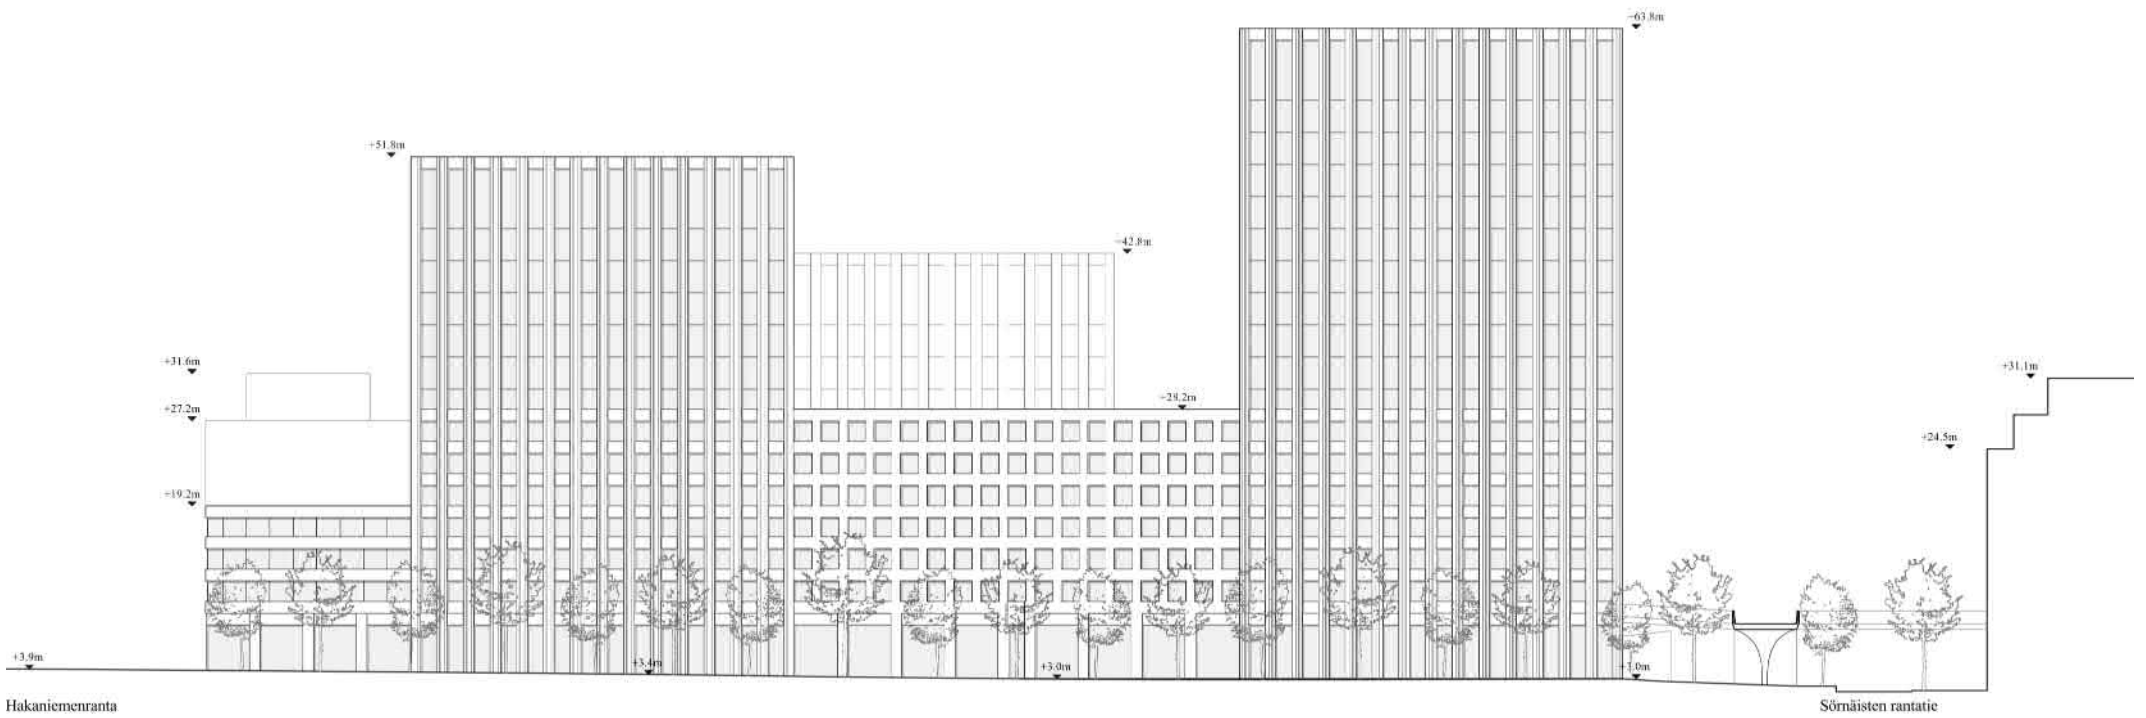 +63.8m
+51.8m
+42.8m
+31.6m
+31.1m
+27.2m
+28.2m
+24.5m
+19.2m
+3.9m
+3.4m
+3.0m
+3.0m
Hakaniemenranta
Sörnäisten rantatie